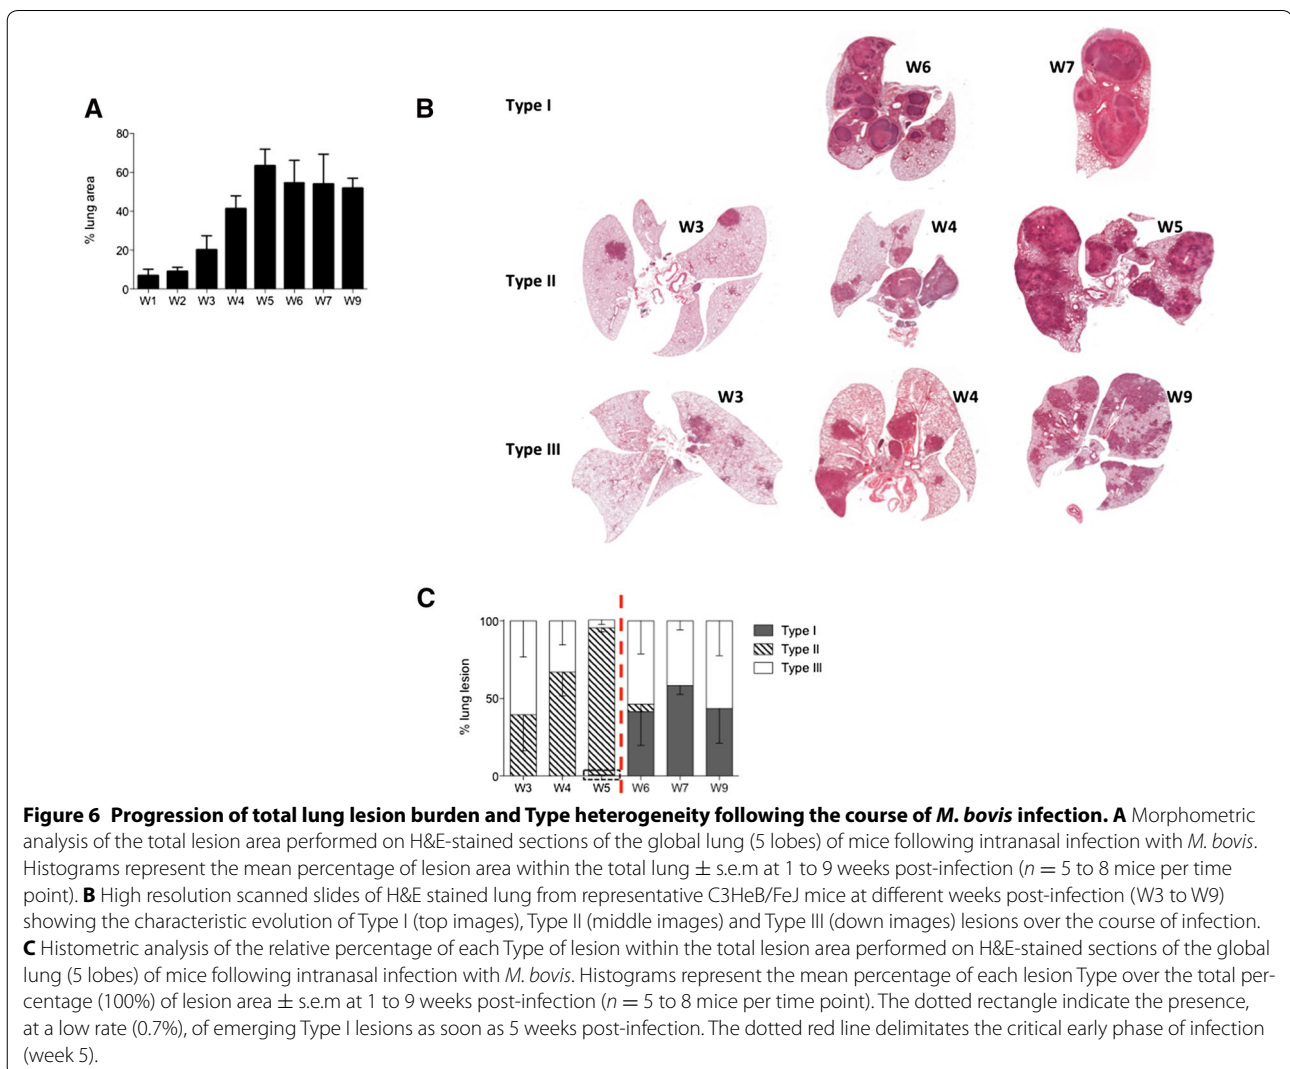 A
80
60
40
20
0
% lung area
W1 W2 W3 W4 W5 W6 W7 W9
B
Type I
W6
W7
Type II
W3
W4
W5
Type III
W3
W4
W9
C
100
50
0
% lung lesion
W3 W4 W5 W6 W7 W9
Type I
Type II
Type III
Figure 6 Progression of total lung lesion burden and Type heterogeneity following the course of M. bovis infection. A Morphometric
analysis of the total lesion area performed on H&E-stained sections of the global lung (5 lobes) of mice following intranasal infection with M. bovis.
Histograms represent the mean percentage of lesion area within the total lung ± s.e.m at 1 to 9 weeks post-infection (n = 5 to 8 mice per time
point). B High resolution scanned slides of H&E stained lung from representative C3HeB/FeJ mice at different weeks post-infection (W3 to W9)
showing the characteristic evolution of Type I (top images), Type II (middle images) and Type III (down images) lesions over the course of infection.
C Histometric analysis of the relative percentage of each Type of lesion within the total lesion area performed on H&E-stained sections of the global
lung (5 lobes) of mice following intranasal infection with M. bovis. Histograms represent the mean percentage of each lesion Type over the total per-
centage (100%) of lesion area ± s.e.m at 1 to 9 weeks post-infection (n = 5 to 8 mice per time point). The dotted rectangle indicate the presence,
at a low rate (0.7%), of emerging Type I lesions as soon as 5 weeks post-infection. The dotted red line delimitates the critical early phase of infection
(week 5).